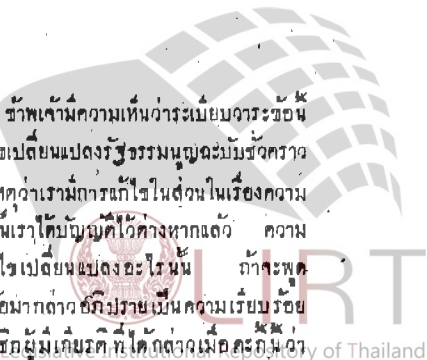 ข้าพเจ้ามีความเห็นว่าระเบียบวาระข้อนี้
ขเปลี่ยนแปลงรัฐธรรมนูญฉะบับชั่วคราว
หตุว่าเรามีการแก้ไขในส่วนในเรื่องความ
นี้เราได้บัญญัติไว้ต่างหากแล้ว ความ
ไขเปลี่ยนแปลงอะไรนั้น ถ้าจะพูด
อมากล่าวอภิปรายเป็นความเรียบร้อย
ชิกผู้มีเกียรติที่ได้กล่าวเมื่อตะกี้นี้ว่า
LIRT
Legislative Institutional Repository of Thailand